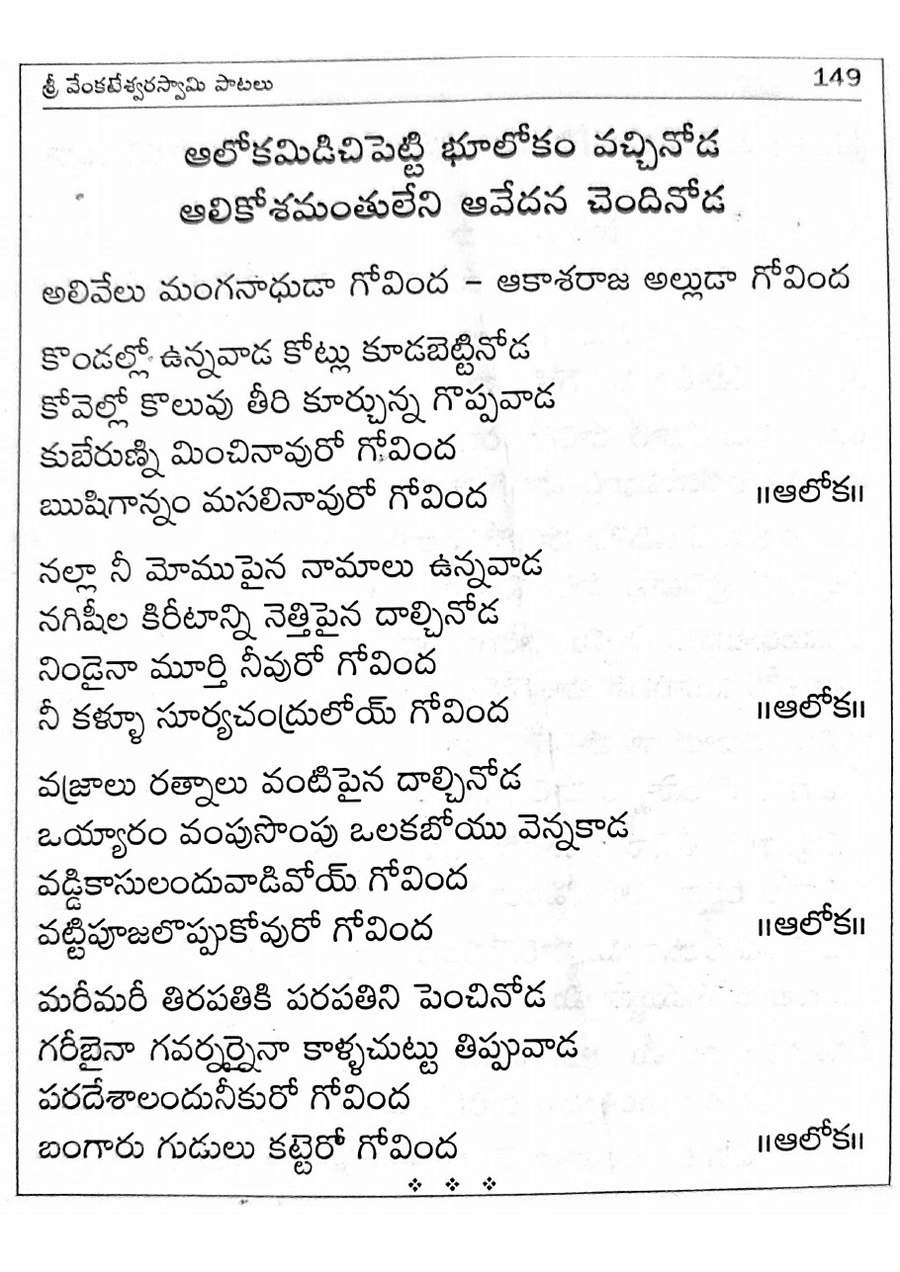 శ్రీ వేంకటేశ్వరస్వామి పాటలు 149
ఆలోకమిడిచిపెట్టి భూలోకం వచ్చినోడ
ఆలికోశమంతులేని ఆవేదన చెందినోడ
అలివేలు మంగనాధుడా గోవింద – ఆకాశరాజ అల్లుడా గోవింద
కొండల్లో ఉన్నవాడ కోట్లు కూడబెట్టినోడ
కోవెల్లో కొలువు తీరి కూర్చున్న గొప్పవాడ
కుబేరుణ్ని మించినావురో గోవింద
ఋషిగాన్నం మసలినావురో గోవింద ॥ఆలోక॥
నల్లా నీ మోముపైన నామాలు ఉన్నవాడ
నగిషీల కిరీటాన్ని నెత్తిపైన దాల్చినోడ
నిండైనా మూర్తి నీవురో గోవింద
నీ కళ్ళూ సూర్యచంద్రులోయ్ గోవింద ॥ఆలోక॥
వజ్రాలు రత్నాలు వంటిపైన దాల్చినోడ
ఒయ్యారం వంపుసొంపు ఒలకబోయు వెన్నకాడ
వడ్డికాసులందువాడివోయ్ గోవింద
వట్టిపూజలొప్పుకోవురో గోవింద ॥ఆలోక॥
మరీమరీ తిరపతికి పరపతిని పెంచినోడ
గరీబైనా గవర్నర్నైనా కాళ్ళచుట్టు తిప్పువాడ
పరదేశాలందునీకురో గోవింద
బంగారు గుడులు కట్టెరో గోవింద ॥ఆలోక॥